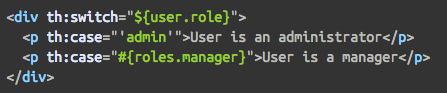 <div th:switch="${user.role}">
  <p th:case="'admin'">User is an administrator</p>
  <p th:case="#{roles.manager}">User is a manager</p>
</div>